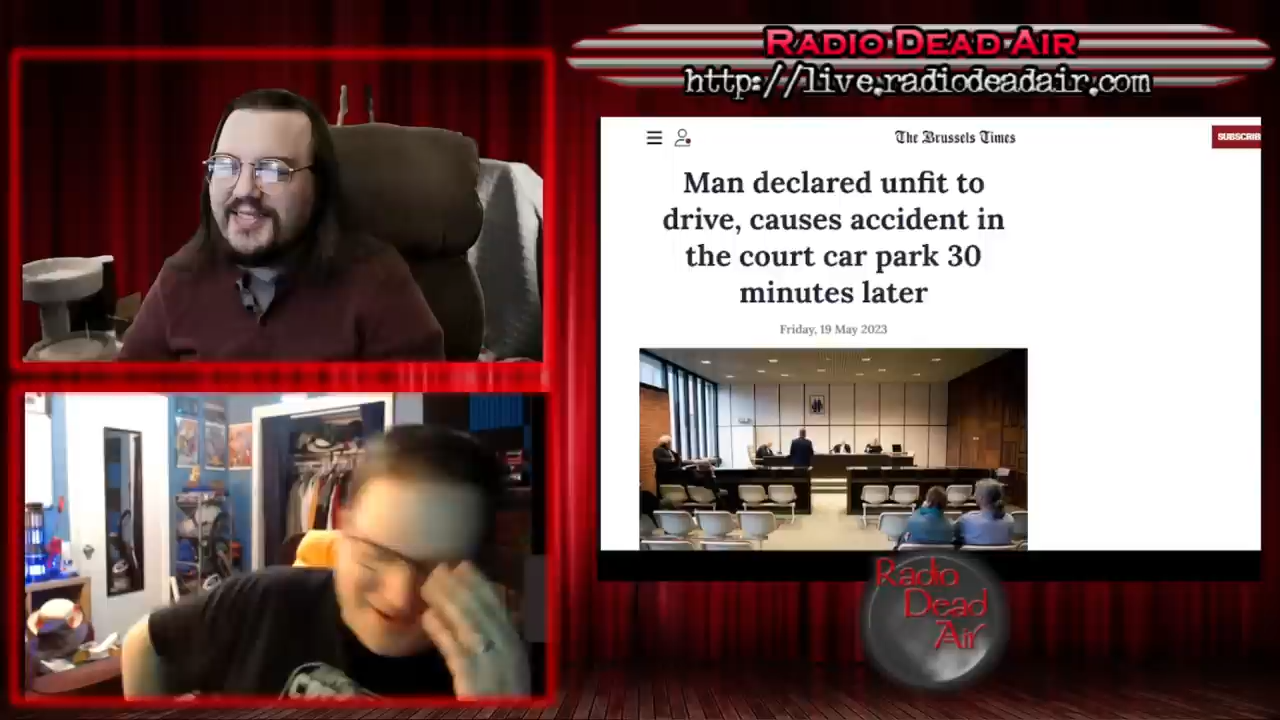 Radio Dead Air
http://live.radiodeadair.com
The Brussels Times
SUBSCRIB
Man declared unfit to
drive, causes accident in
the court car park 30
minutes later
Friday, 19 May 2023
Radio
Dead
Air